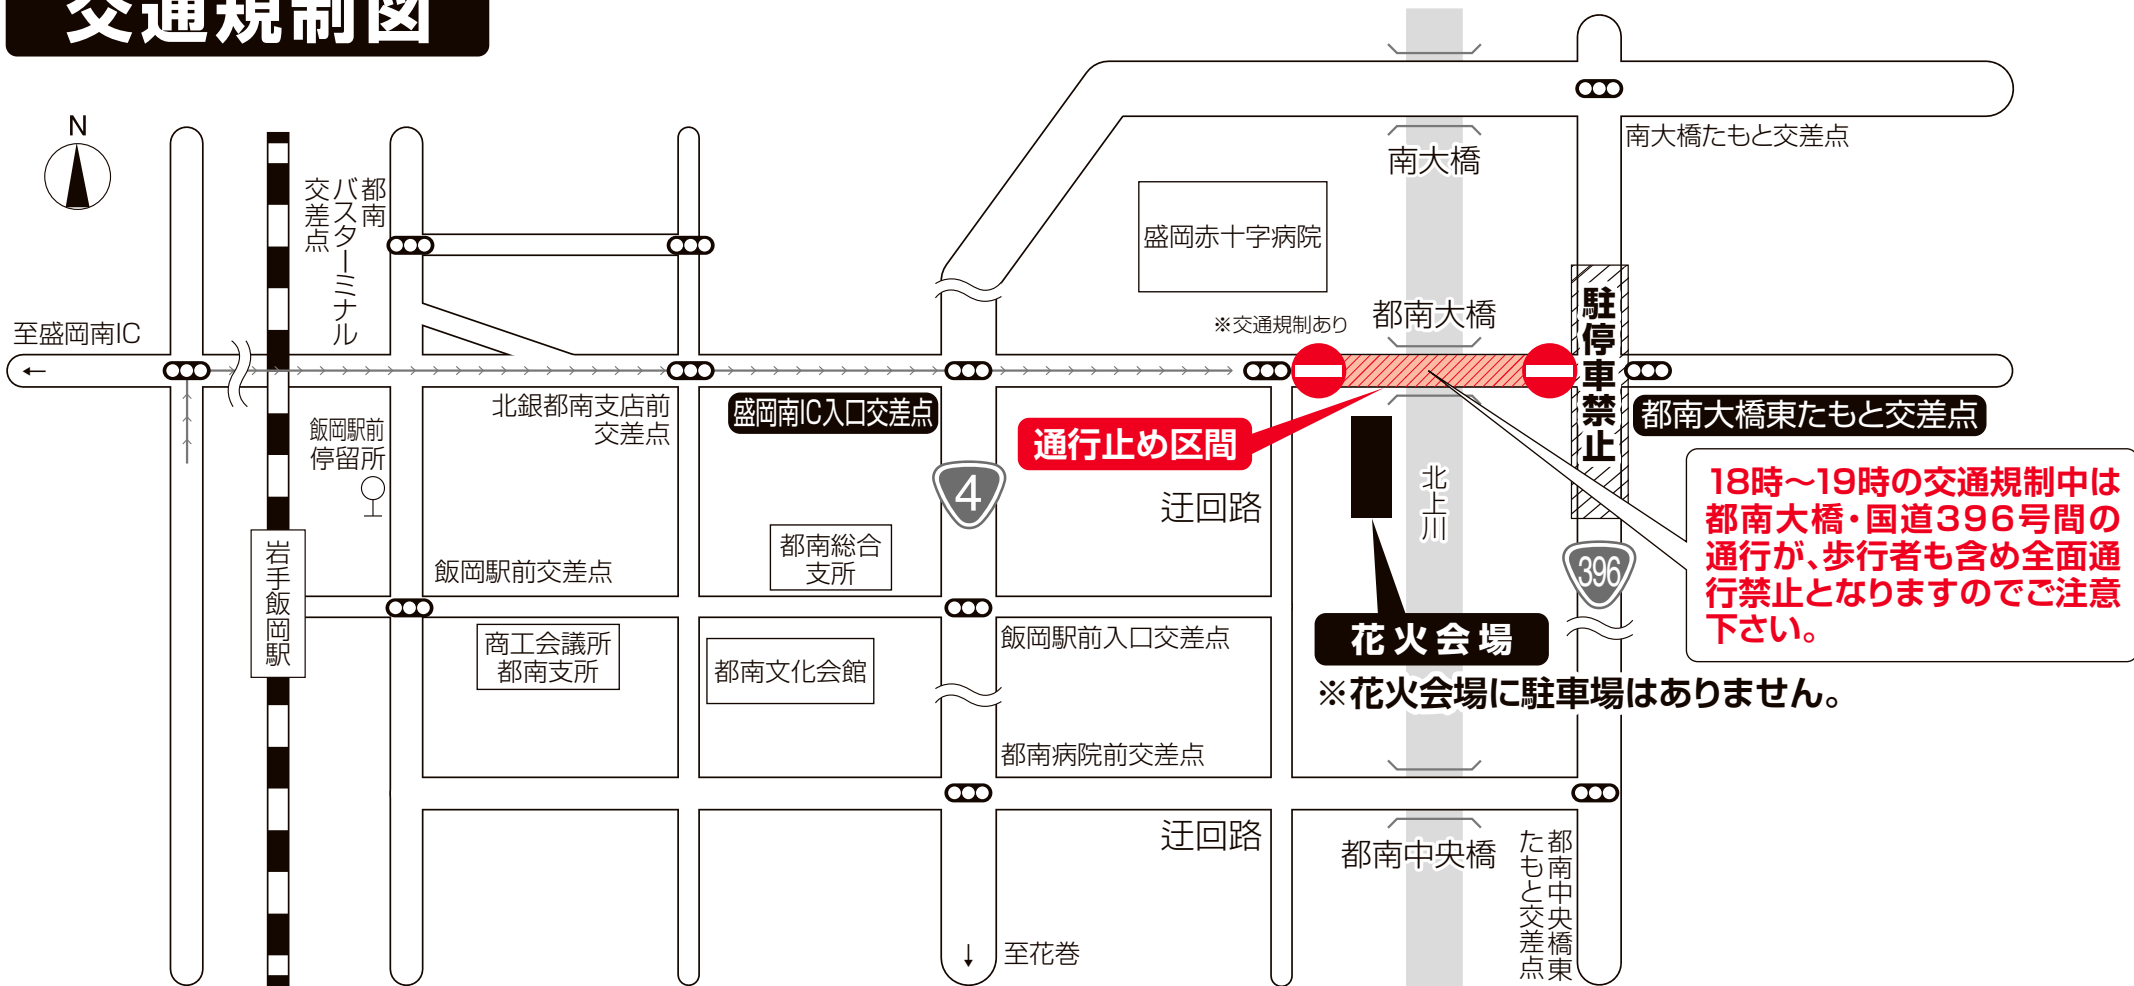 交通規制図
N
南大橋たもと交差点
南大橋
都南
バスターミナル
交差点
盛岡赤十字病院
至盛岡南IC
※交通規制あり
都南大橋
駐停車禁止
北銀都南支店前
交差点
盛岡南IC入口交差点
都南大橋東たもと交差点
飯岡駅前
停留所
通行止め区間
4
迂回路
北上川
18時～19時の交通規制中は
都南大橋・国道396号間の
通行が、歩行者も含め全面通
行禁止となりますのでご注意
下さい。
岩手飯岡駅
飯岡駅前交差点
都南総合
支所
396
商工会議所
都南支所
都南文化会館
飯岡駅前入口交差点
花火会場
※花火会場に駐車場はありません。
都南病院前交差点
迂回路
都南中央橋
都南中央橋東
たもと交差点
至花巻